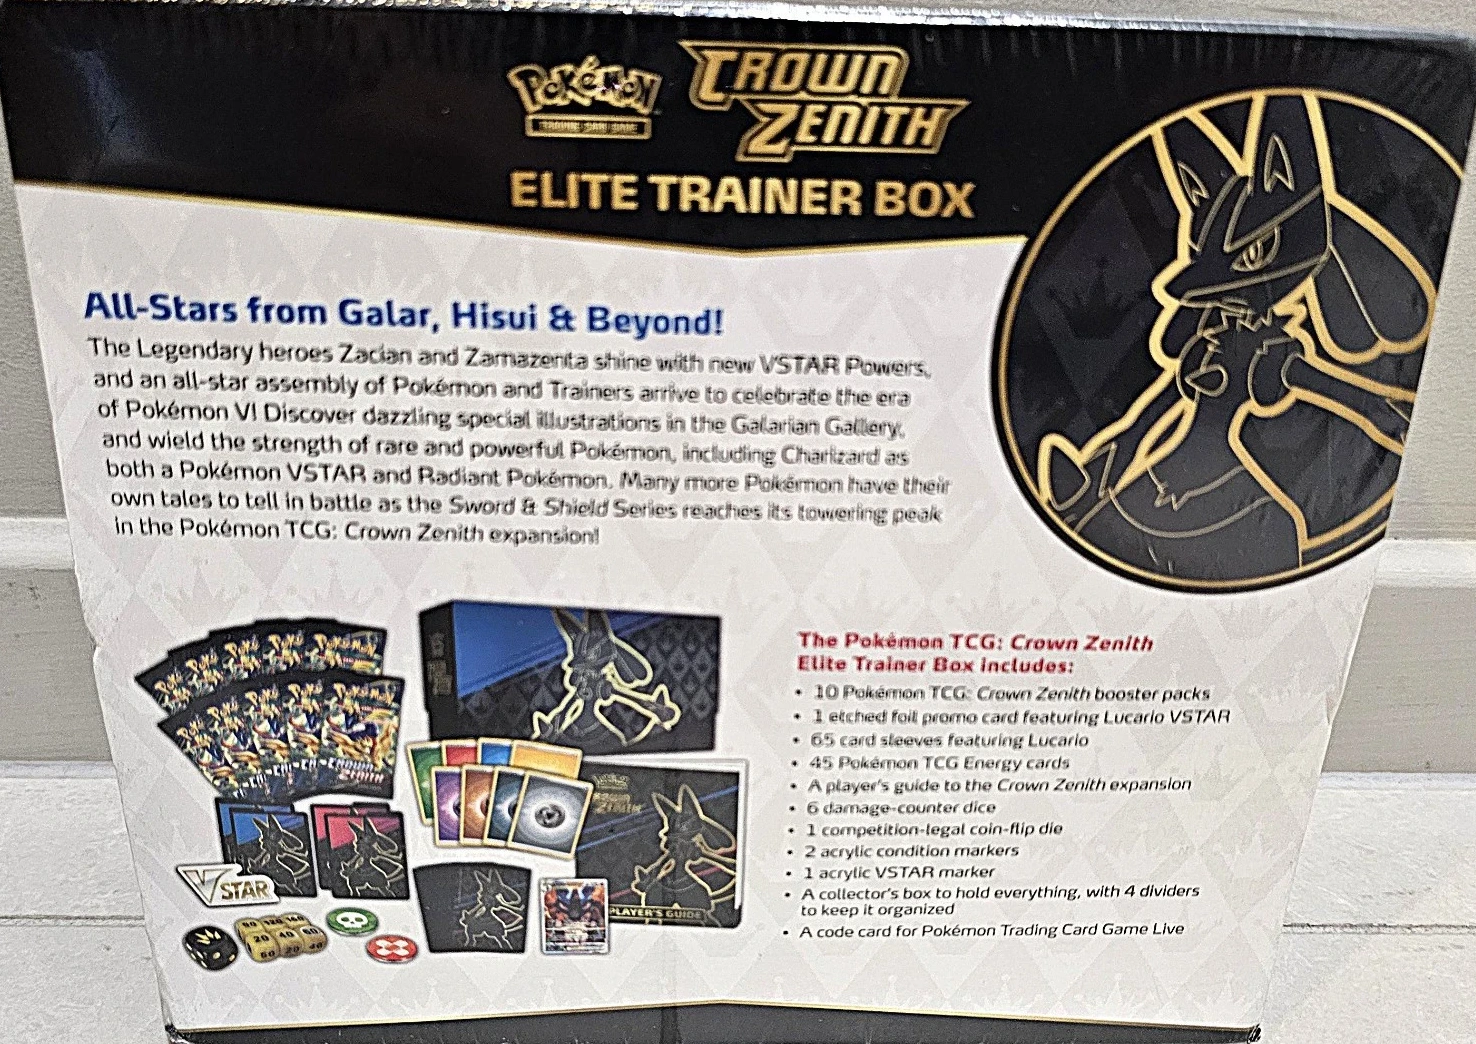 Pokémon
TRADING CARD GAME
CROWN
ZENITH
ELITE TRAINER BOX
All-Stars from Galar, Hisui & Beyond!
The Legendary heroes Zacian and Zamazenta shine with new VSTAR Powers,
and an all-star assembly of Pokémon and Trainers arrive to celebrate the era
of Pokémon V! Discover dazzling special illustrations in the Galarian Gallery,
and wield the strength of rare and powerful Pokémon, including Charizard as
both a Pokémon VSTAR and Radiant Pokémon. Many more Pokémon have their
own tales to tell in battle as the Sword & Shield Series reaches its towering peak
in the Pokémon TCG: Crown Zenith expansion!
The Pokémon TCG: Crown Zenith
Elite Trainer Box includes:
• 10 Pokémon TCG: Crown Zenith booster packs
• 1 etched foil promo card featuring Lucario VSTAR
• 65 card sleeves featuring Lucario
• 45 Pokémon TCG Energy cards
• A player's guide to the Crown Zenith expansion
• 6 damage-counter dice
• 1 competition-legal coin-flip die
• 2 acrylic condition markers
• 1 acrylic VSTAR marker
• A collector's box to hold everything, with 4 dividers
to keep it organized
• A code card for Pokémon Trading Card Game Live
Pokémon
CROWN
ZENITH
VSTAR
PLAYER'S GUIDE
20 40 60
60 20 40